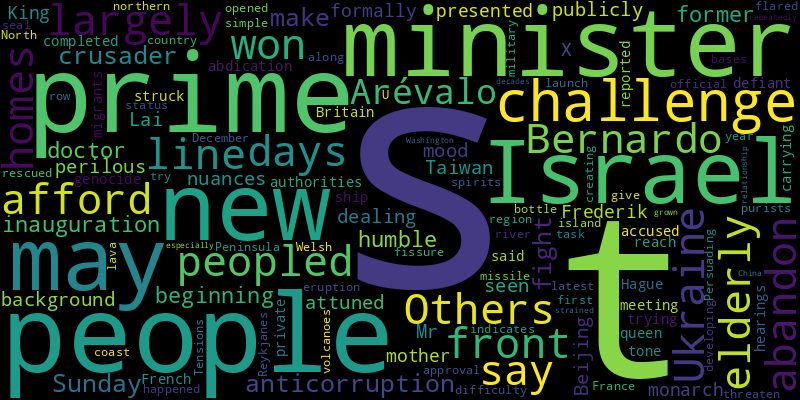 King largely make formally presented publicly opened northern former flared repeatedly
seal North simple completed country along
crusader won prime minister military X reported bases threaten
homes migrants abdication struck Arévalo challenge official defiant
row status Lai Britain U decades launch
December Washington Bernardo year
doctor line days mood Taiwan Israel carrying
perilous rescued genocide try nuances authorities spirits creating relationship purists
afford new ship dealing S bottle give Frederik grown
inauguration humble region island accused
may especially Peninsula Welsh river task fight t Ukraine elderly abandon
lava peopled fissure said seen reach
background beginning attuned missile Hague Persuading hearings
eruption Others latest first meeting China
people Tensions Reykjanes private volcanoes Mr front indicates strained trying developing
coast mother Beijing queen tone
Sunday French happened anticorruption approval say difficulty France monarch threaten